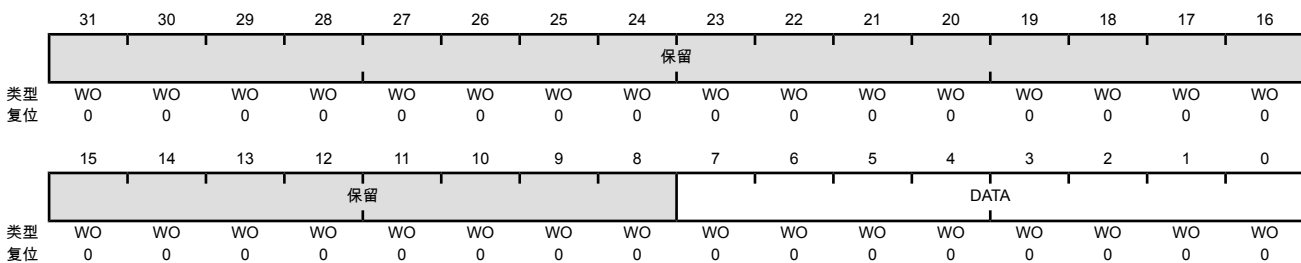 31 30 29 28 27 26 25 24 23 22 21 20 19 18 17 16
保留
类型 WO WO WO WO WO WO WO WO WO WO WO WO WO WO WO WO
复位 0 0 0 0 0 0 0 0 0 0 0 0 0 0 0 0
15 14 13 12 11 10 9 8 7 6 5 4 3 2 1 0
保留 DATA
类型 WO WO WO WO WO WO WO WO WO WO WO WO WO WO WO WO
复位 0 0 0 0 0 0 0 0 0 0 0 0 0 0 0 0